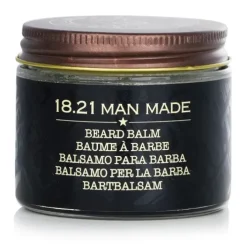 18.21 MAN MADE
BEARD BALM
BAUME À BARBE
BALSAMO PARA BARBA
BALSAMO PER LA BARBA
BARTBALSAM